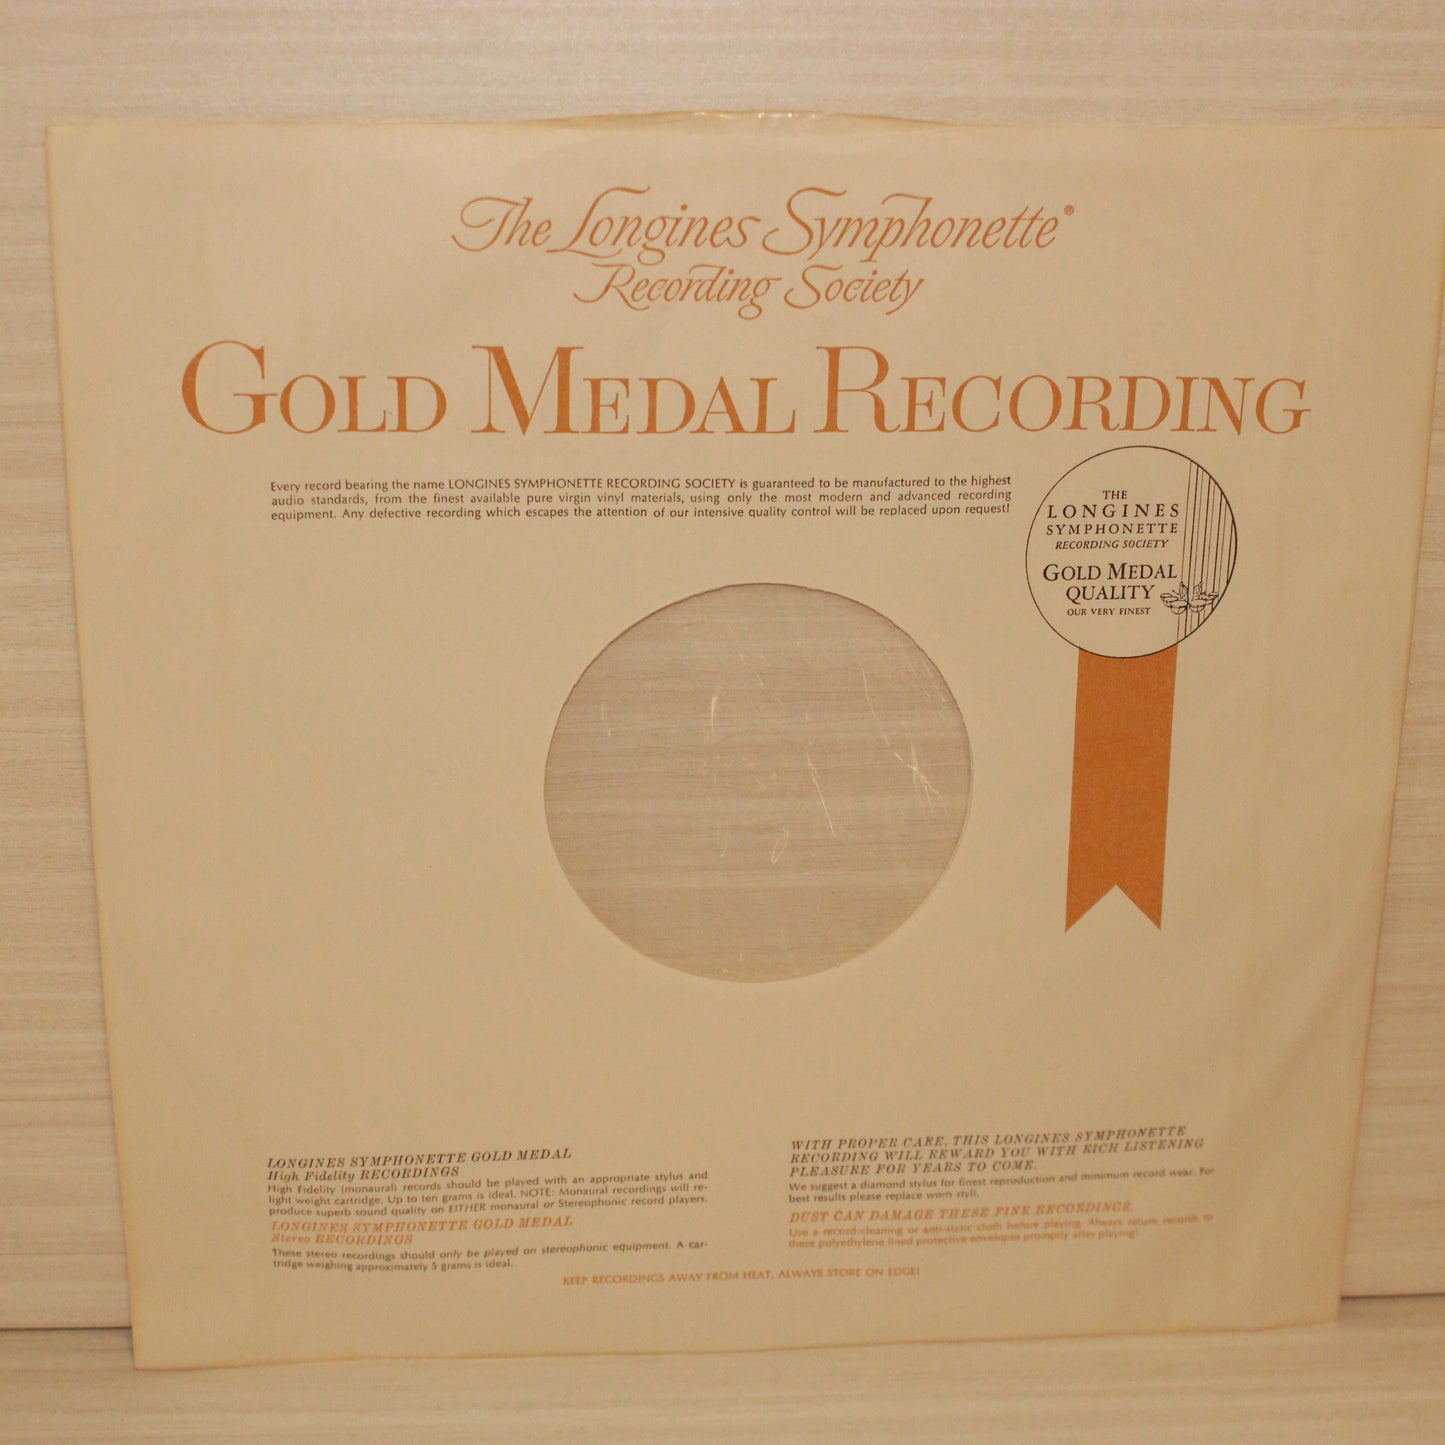 The Longines Symphonette®
Recording Society
GOLD MEDAL RECORDING
Every record bearing the name LONGINES SYMPHONETTE RECORDING SOCIETY is guaranteed to be manufactured to the highest
audio standards, from the finest available pure virgin vinyl materials, using only the most modern and advanced recording
equipment. Any defective recording which escapes the attention of our intensive quality control will be replaced upon request!
THE
LONGINES
SYMPHONETTE
RECORDING SOCIETY
GOLD MEDAL
QUALITY
OUR VERY FINEST
LONGINES SYMPHONETTE GOLD MEDAL
High Fidelity RECORDINGS
High Fidelity (monaural) records should be played with an appropriate stylus and
light weight cartridge. Up to ten grams is ideal. NOTE: Monaural recordings will re-
produce superb sound quality on EITHER monaural or Stereophonic record players.
LONGINES SYMPHONETTE GOLD MEDAL
Stereo RECORDINGS
These stereo recordings should only be played on stereophonic equipment. A car-
tridge weighing approximately 5 grams is ideal.
WITH PROPER CARE, THIS LONGINES SYMPHONETTE
RECORDING WILL REWARD YOU WITH RICH LISTENING
PLEASURE FOR YEARS TO COME.
We suggest a diamond stylus for finest reproduction and minimum record wear. For
best results please replace worn styli.
DUST CAN DAMAGE THESE FINE RECORDINGS.
Use a record-cleaning or anti-static cloth before playing. Always return records to
these polyethylene lined protective envelopes promptly after playing!
KEEP RECORDINGS AWAY FROM HEAT, ALWAYS STORE ON EDGE!